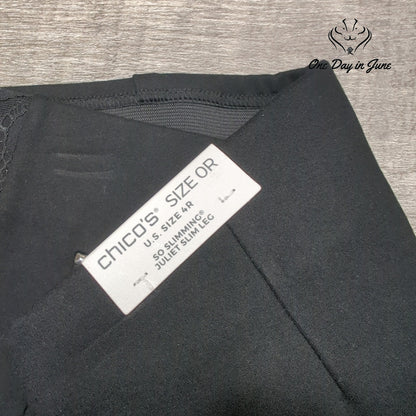 One Day in June
chico's® SIZE 0R
U.S. SIZE 4R
SO SLIMMING®
JULIET SLIM LEG